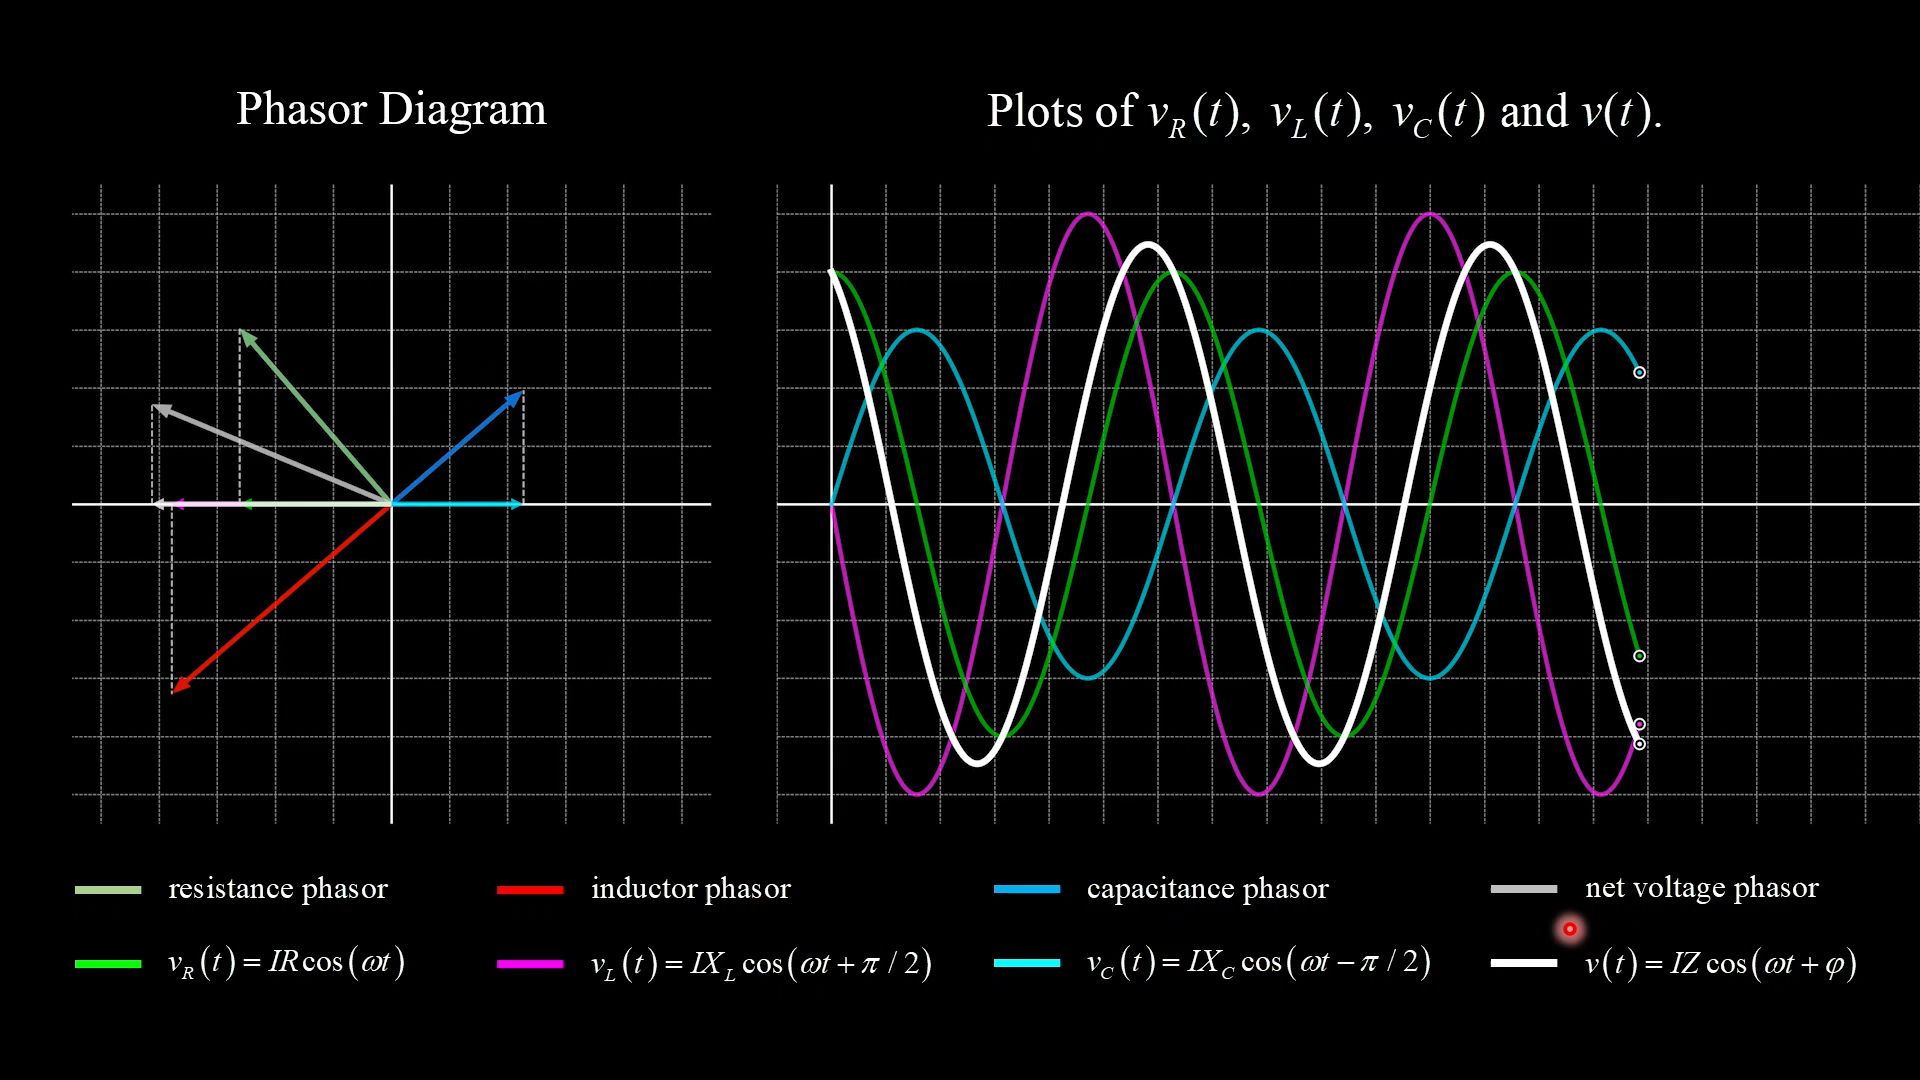 Phasor Diagram
Plots of v_R(t), v_L(t), v_C(t) and v(t).
resistance phasor
inductor phasor
capacitance phasor
net voltage phasor
v_R(t) = IR cos(ωt)
v_L(t) = IX_L cos(ωt + π / 2)
v_C(t) = IX_C cos(ωt − π / 2)
v(t) = IZ cos(ωt + φ)